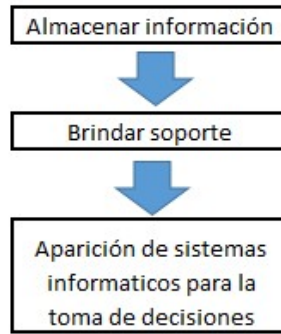 Almacenar información
Brindar soporte
Aparición de sistemas
informaticos para la
toma de decisiones